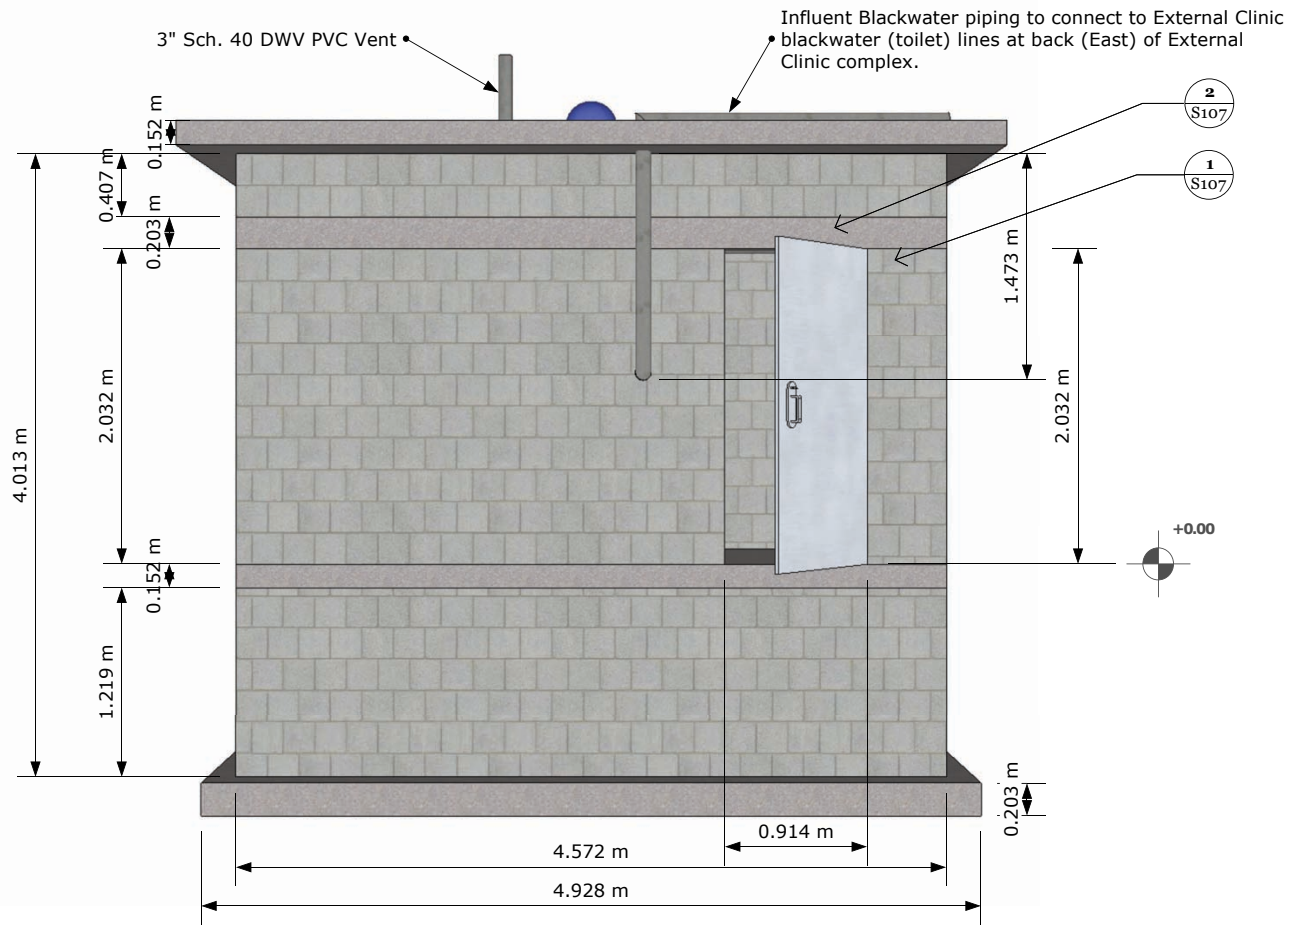 Influent Blackwater piping to connect to External Clinic
blackwater (toilet) lines at back (East) of External
Clinic complex.
3" Sch. 40 DWV PVC Vent
2
S107
1
S107
0.152 m
0.407 m
0.203 m
1.473 m
2.032 m
2.032 m
4.013 m
+0.00
0.152 m
1.219 m
0.203 m
0.914 m
4.572 m
4.928 m